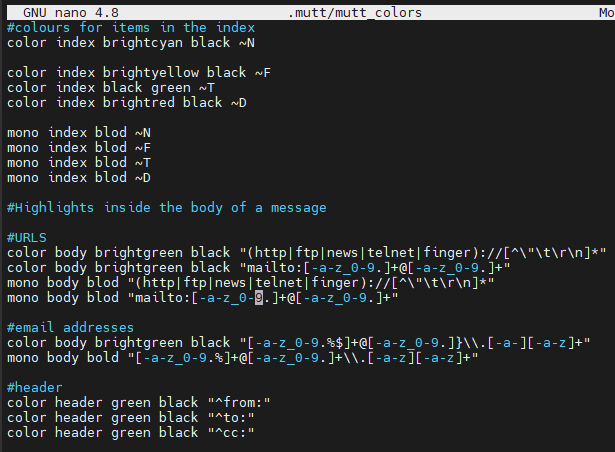 GNU nano 4.8 .mutt/mutt_colors Mo
#colours for items in the index
color index brightcyan black ~N
color index brightyellow black ~F
color index black green ~T
color index brightred black ~D
mono index blod ~N
mono index blod ~F
mono index blod ~T
mono index blod ~D
#Highlights inside the body of a message
#URLS
color body brightgreen black "(http|ftp|news|telnet|finger)://[^\"\t\r\n]*"
color body brightgreen black "mailto:[-a-z_0-9.]+@[-a-z_0-9.]+"
mono body blod "(http|ftp|news|telnet|finger)://[^\"\t\r\n]*"
mono body blod "mailto:[-a-z_0-9.]+@[-a-z_0-9.]+"
#email addresses
color body brightgreen black "[-a-z_0-9.%$]+@[-a-z_0-9.]}\\.[-a-][-a-z]+"
mono body bold "[-a-z_0-9.%]+@[-a-z_0-9.]+\\.[-a-z][-a-z]+"
#header
color header green black "^from:"
color header green black "^to:"
color header green black "^cc:"